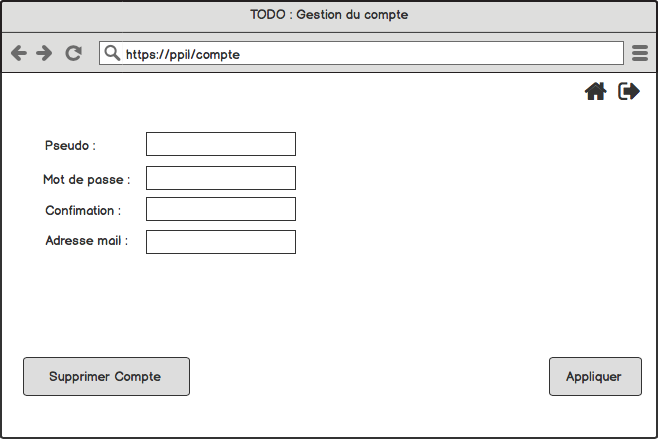 TODO : Gestion du compte
https://ppil/compte
Pseudo :
Mot de passe :
Confimation :
Adresse mail :
Supprimer Compte
Appliquer